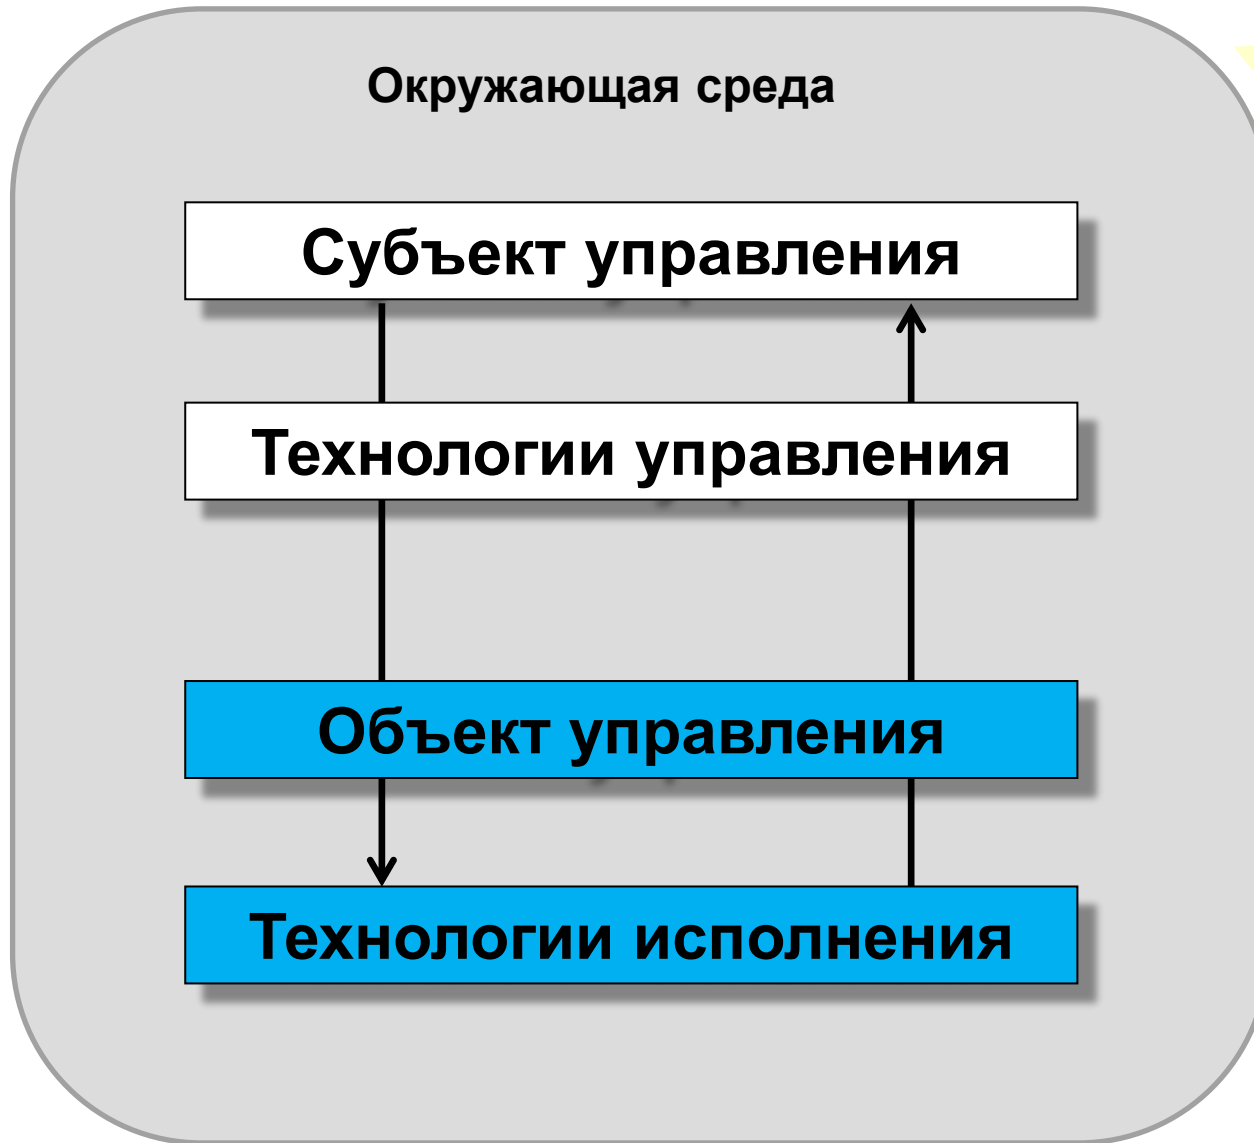 Окружающая среда
Субъект управления
Технологии управления
Объект управления
Технологии исполнения